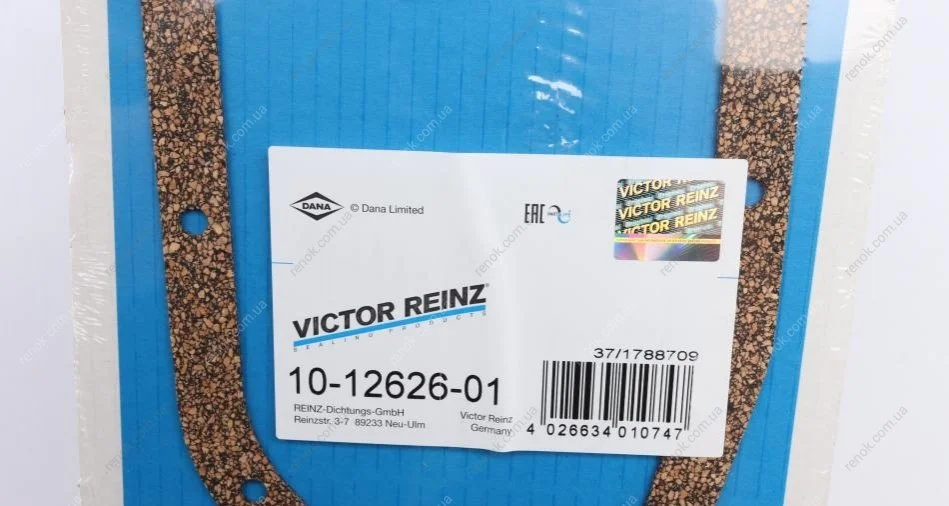 DANA
© Dana Limited
EAC
VICTOR REINZ
VICTOR REINZ
VICTOR REINZ
VICTOR REINZ®
SEALING PRODUCTS
37/1788709
10-12626-01
REINZ-Dichtungs-GmbH
Reinzstr. 3-7 89233 Neu-Ulm
Victor Reinz
Germany
4 026634 010747
renok.com.ua